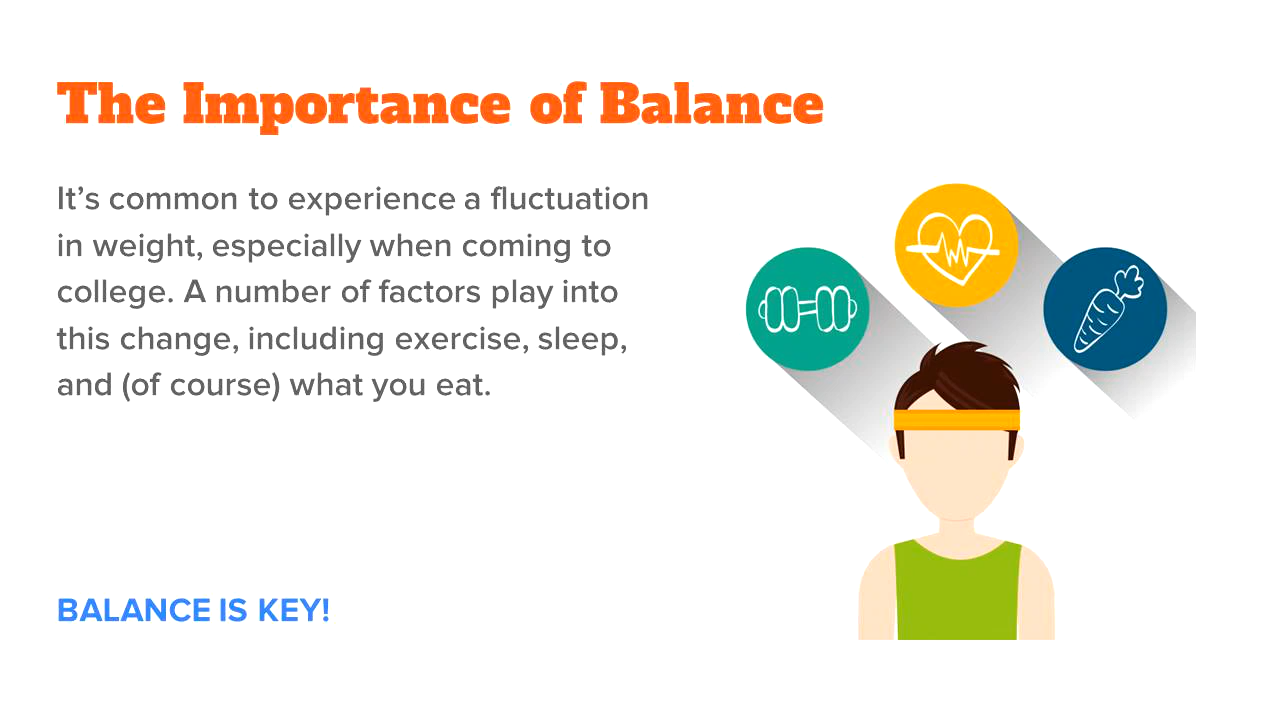 The Importance of Balance
It’s common to experience a fluctuation
in weight, especially when coming to
college. A number of factors play into
this change, including exercise, sleep,
and (of course) what you eat.
BALANCE IS KEY!